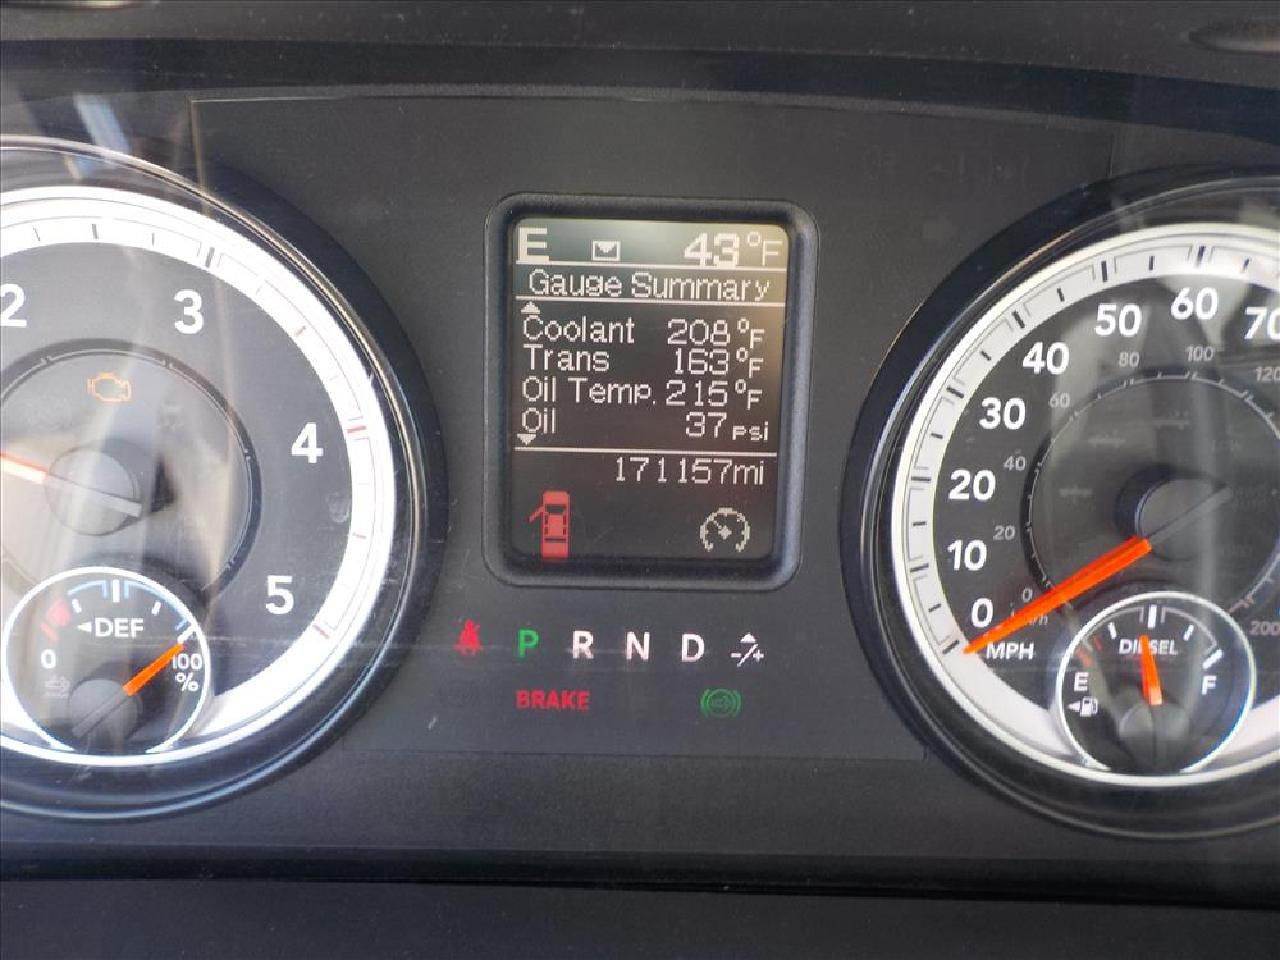 E 43°F
Gauge Summary
Coolant 208°F
Trans 163°F
Oil Temp. 215°F
Oil 37 psi
171157mi
P R N D -/+
BRAKE
2 3 4 5
DEF
0 100
%
0 10 20 30 40 50 60 70
MPH
0 20 40 60 80 100 120 200
DIESEL
E F